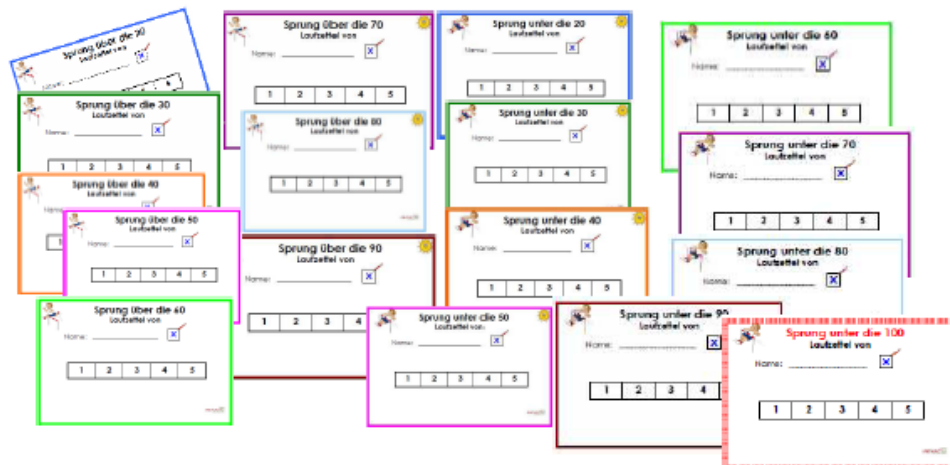 Sprung über die 20
Laufzettel von
Name:
Sprung über die 30
Laufzettel von
Name:
1 2 3 4 5
Sprung über die 40
Laufzettel von
Sprung über die 50
Laufzettel von
Name:
1 2 3 4 5
Sprung über die 60
Laufzettel von
Name:
1 2 3 4 5
Sprung über die 70
Laufzettel von
Name:
1 2 3 4 5
Sprung über die 80
Laufzettel von
Name:
1 2 3 4 5
Sprung über die 90
Laufzettel von
Name:
1 2 3 4
Sprung unter die 20
Laufzettel von
Name:
1 2 3 4 5
Sprung unter die 30
Laufzettel von
Name:
1 2 3 4 5
Sprung unter die 40
Laufzettel von
Name:
1 2 3 4 5
Sprung unter die 50
Laufzettel von
Name:
1 2 3 4 5
Sprung unter die 60
Laufzettel von
Name:
1 2 3 4 5
Sprung unter die 70
Laufzettel von
Name:
1 2 3 4 5
Sprung unter die 80
Laufzettel von
Name:
Sprung unter die 90
Laufzettel von
Name:
1 2 3 4
Sprung unter die 100
Laufzettel von
Name:
1 2 3 4 5